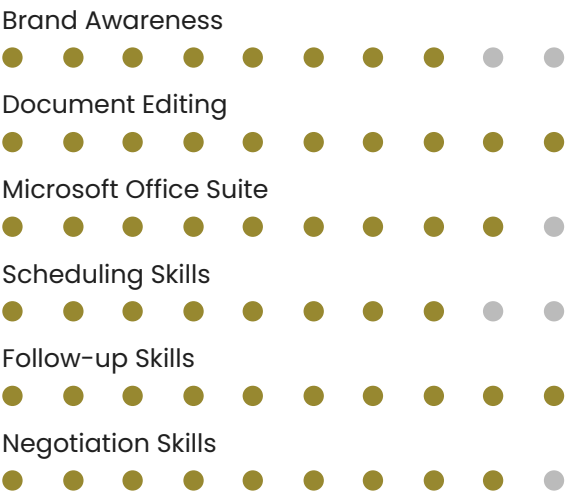 Brand Awareness
Document Editing
Microsoft Office Suite
Scheduling Skills
Follow-up Skills
Negotiation Skills